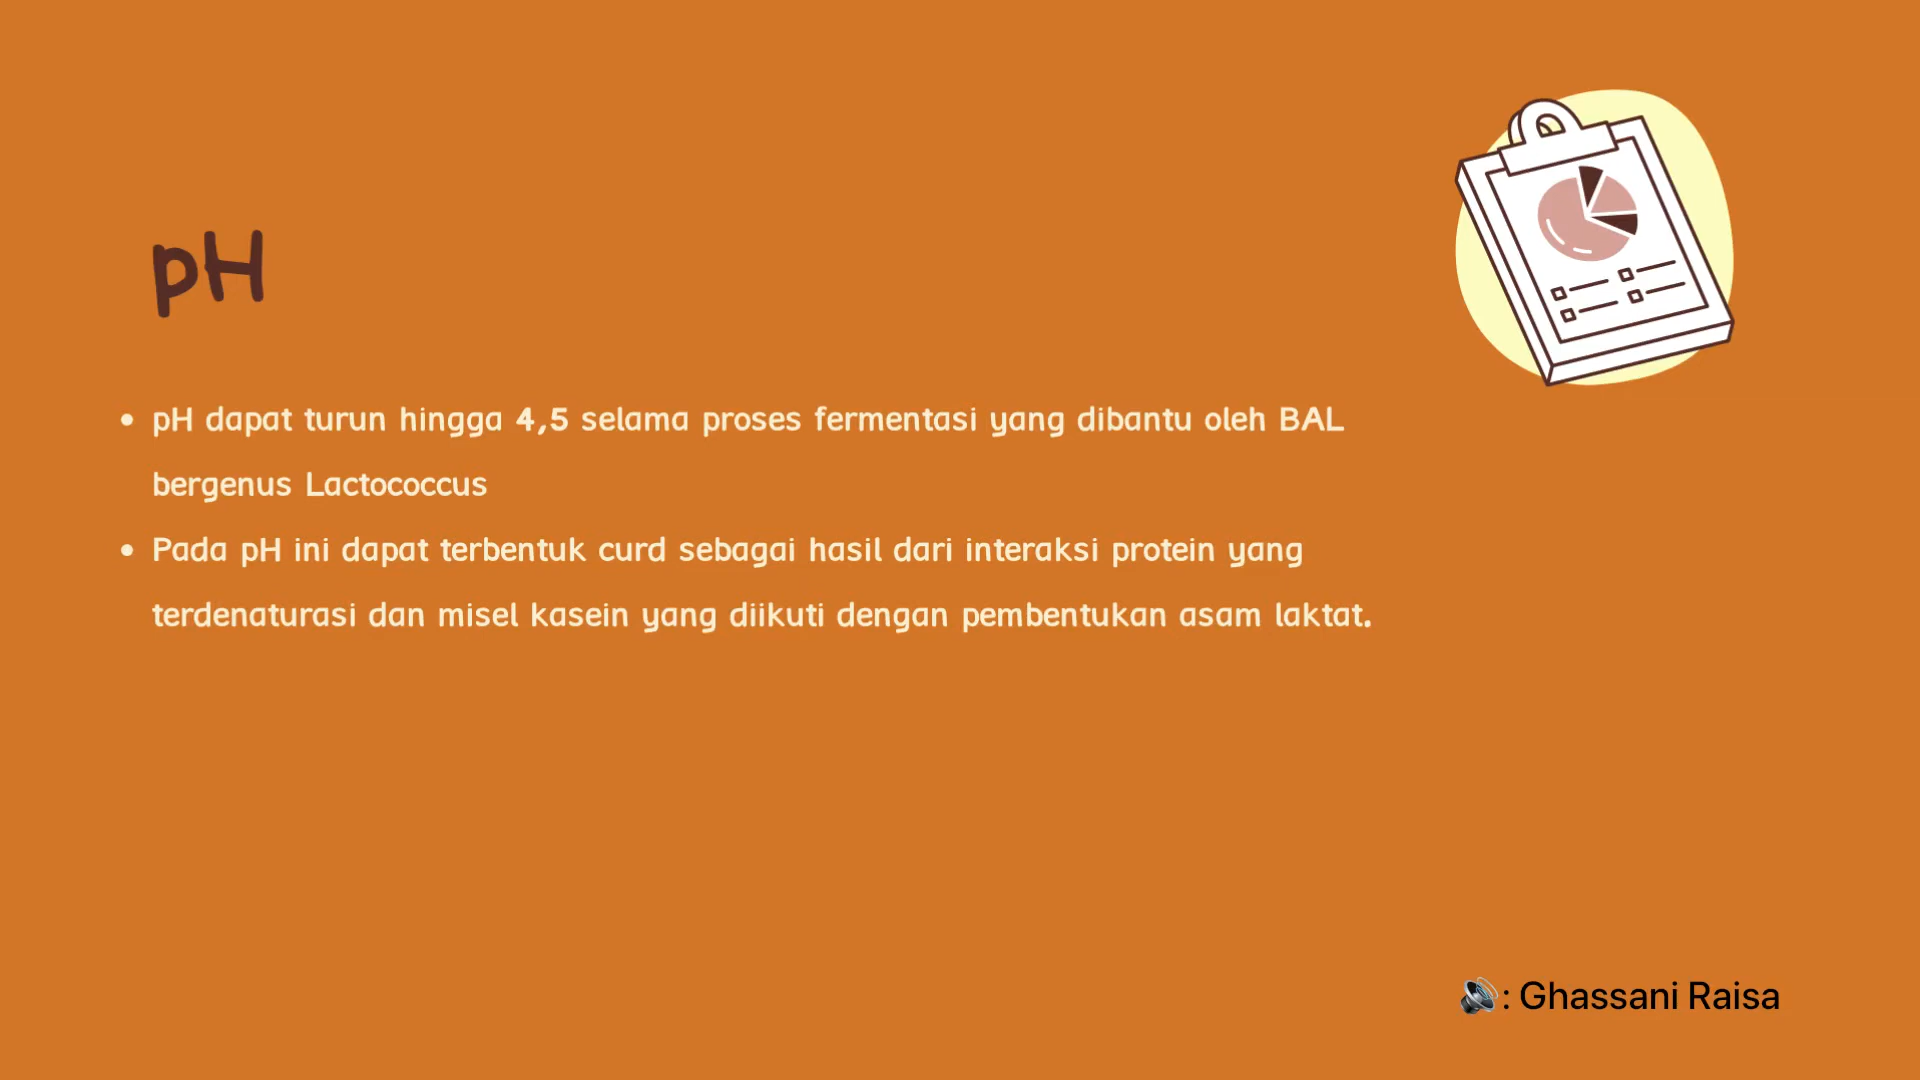 pH
• pH dapat turun hingga 4,5 selama proses fermentasi yang dibantu oleh BAL
bergenus Lactococcus
• Pada pH ini dapat terbentuk curd sebagai hasil dari interaksi protein yang
terdenaturasi dan misel kasein yang diikuti dengan pembentukan asam laktat.
🔊: Ghassani Raisa